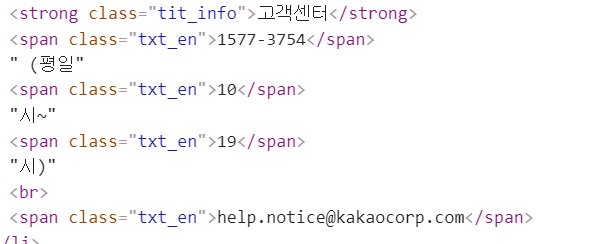 <strong class="tit_info">고객센터</strong>
<span class="txt_en">1577-3754</span>
" (평일"
<span class="txt_en">10</span>
"시~"
<span class="txt_en">19</span>
"시)"
<br>
<span class="txt_en">help.notice@kakaocorp.com</span>
/li>